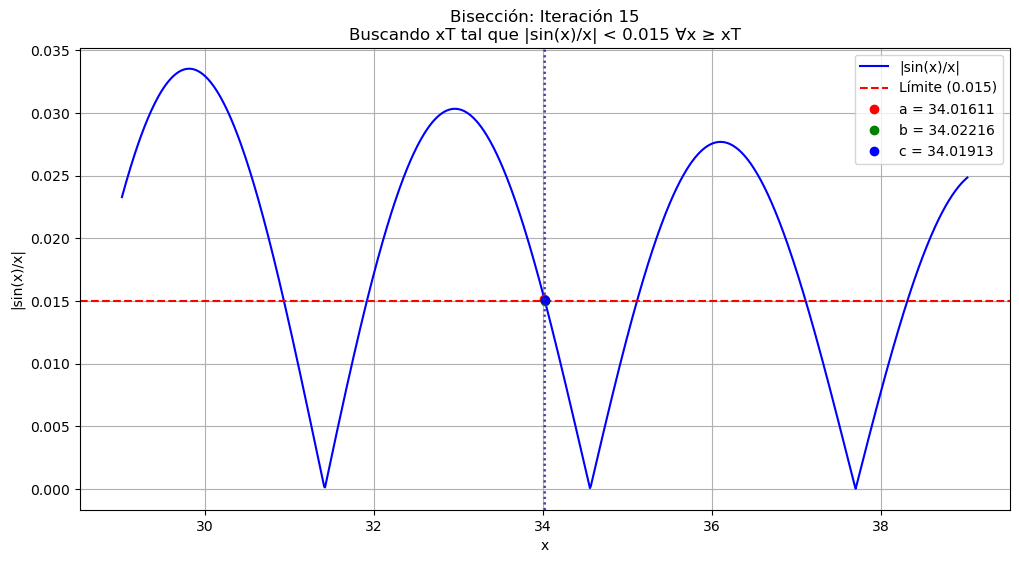 Bisección: Iteración 15
Buscando xT tal que |sin(x)/x| < 0.015 ∀x ≥ xT
|sin(x)/x|
Límite (0.015)
a = 34.01611
b = 34.02216
c = 34.01913
0.035
0.030
0.025
0.020
0.015
0.010
0.005
0.000
|sin(x)/x|
30
32
34
36
38
x